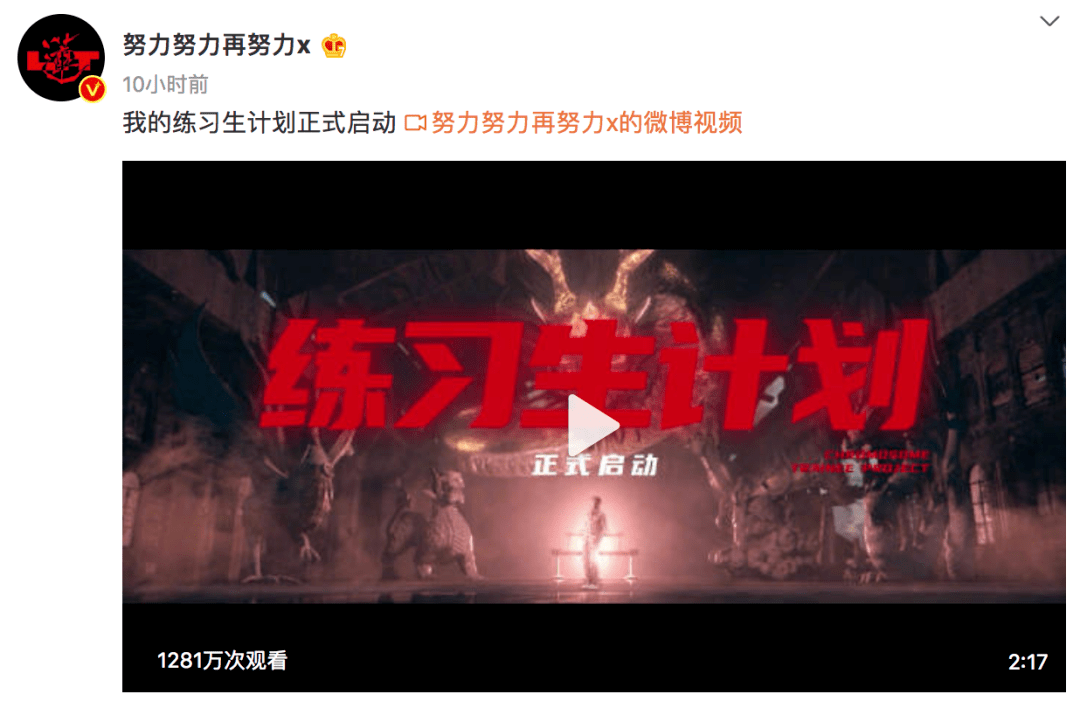 努力努力再努力x
10小时前
我的练习生计划正式启动 努力努力再努力x的微博视频
练习生计划
正式启动
CHROMOSOME
TRAINEE PROJECT
1281万次观看
2:17